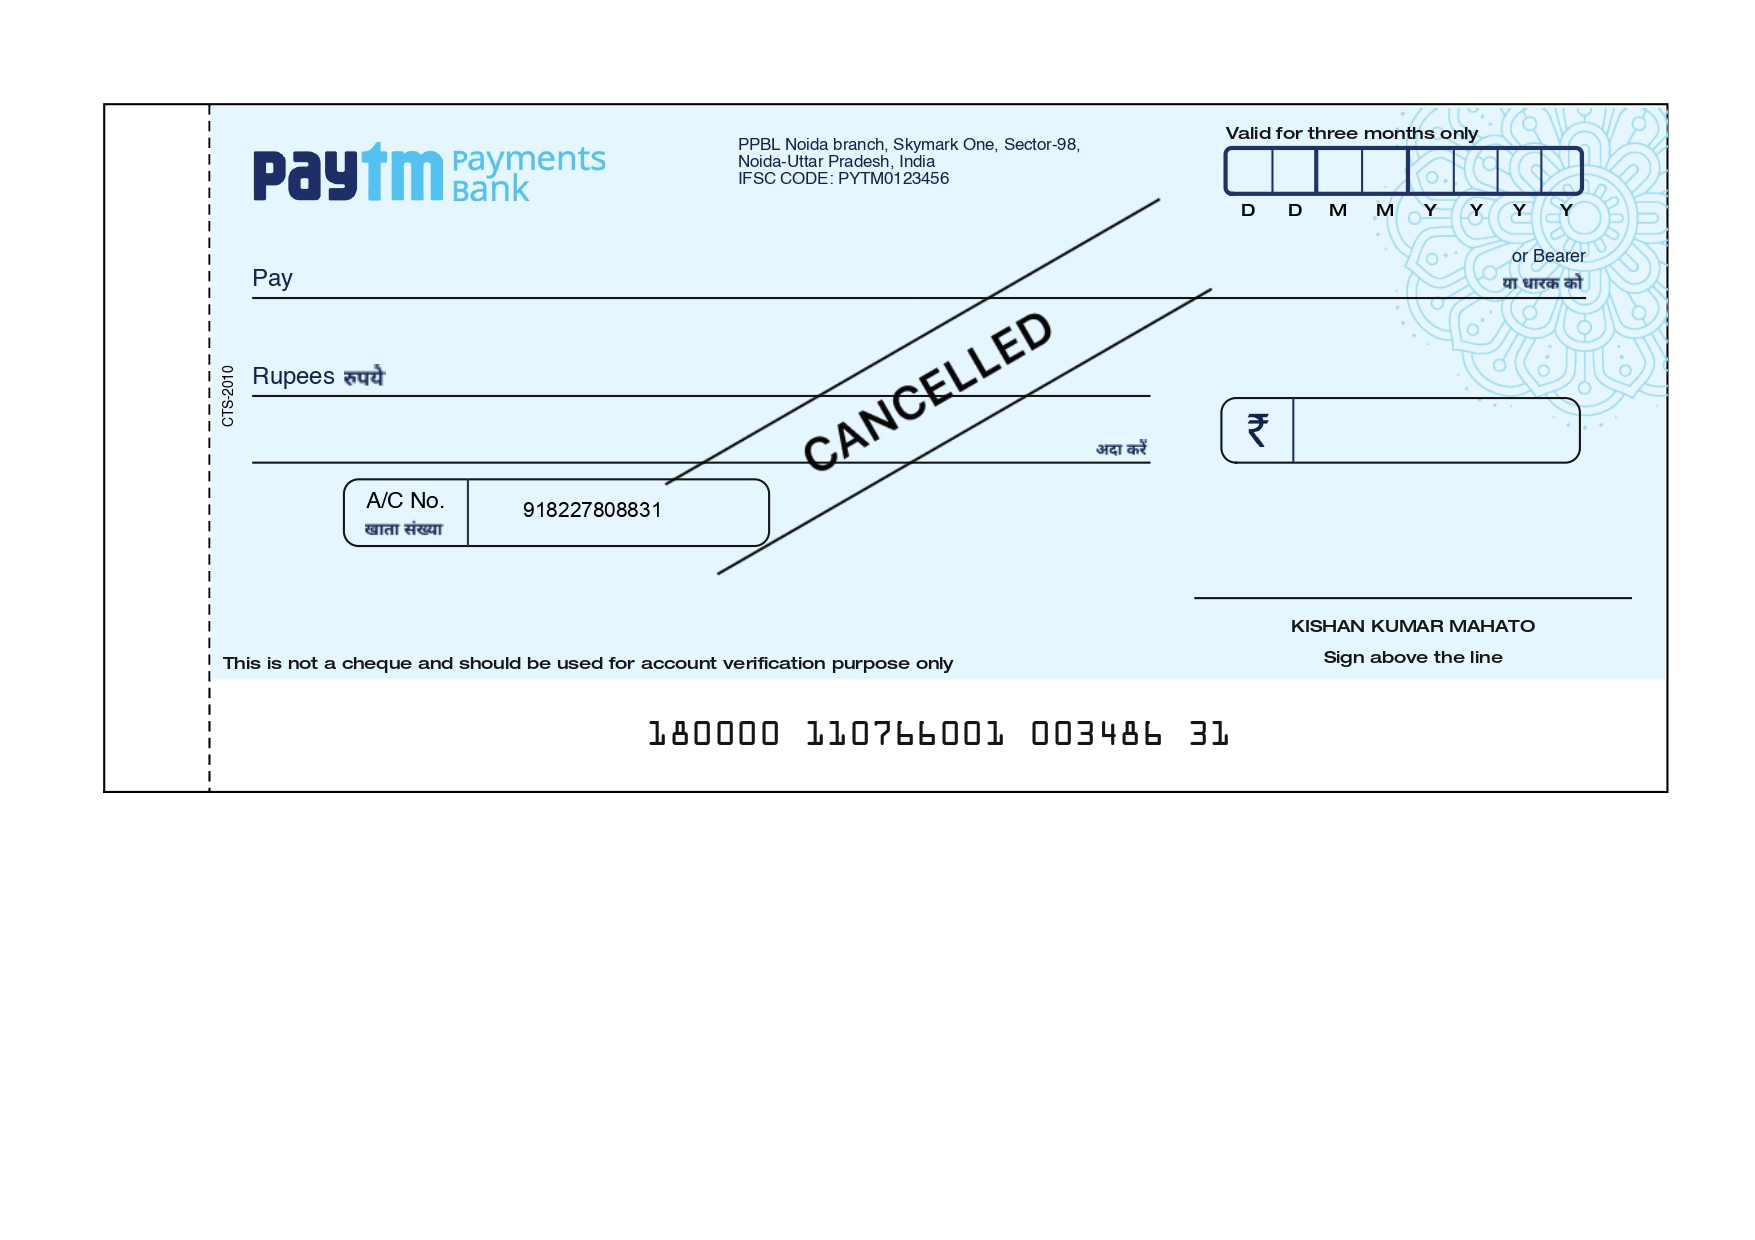 paytm Payments Bank
PPBL Noida branch, Skymark One, Sector-98,
Noida-Uttar Pradesh, India
IFSC CODE: PYTM0123456
Valid for three months only
D D M M Y Y Y Y
Pay
or Bearer
या धारक को
CANCELLED
CTS-2010
Rupees रुपये
अदा करें
₹
A/C No.
खाता संख्या
918227808831
KISHAN KUMAR MAHATO
Sign above the line
This is not a cheque and should be used for account verification purpose only
180000 110766001 003486 31